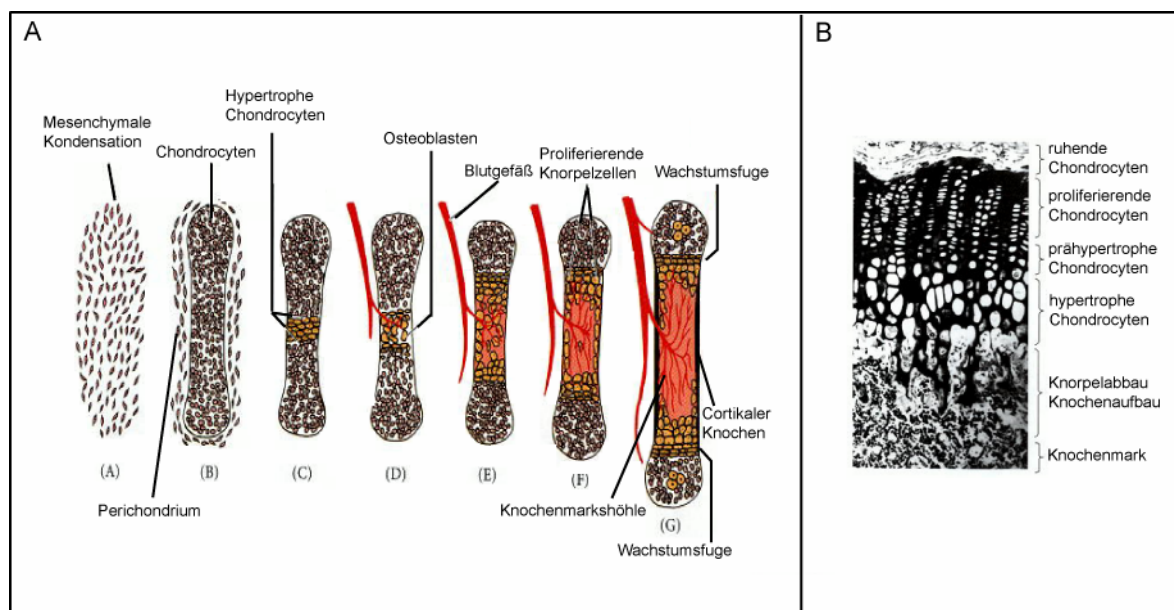 A
Hypertrophe
Chondrocyten
Mesenchymale
Kondensation
Chondrocyten
Osteoblasten
Blutgefäß
Proliferierende
Knorpelzellen
Wachstumsfuge
Cortikaler
Knochen
(A)
(B)
(C)
(D)
(E)
(F)
(G)
Perichondrium
Knochenmarkshöhle
Wachstumsfuge
B
ruhende
Chondrocyten
proliferierende
Chondrocyten
prähypertrophe
Chondrocyten
hypertrophe
Chondrocyten
Knorpelabbau
Knochenaufbau
Knochenmark